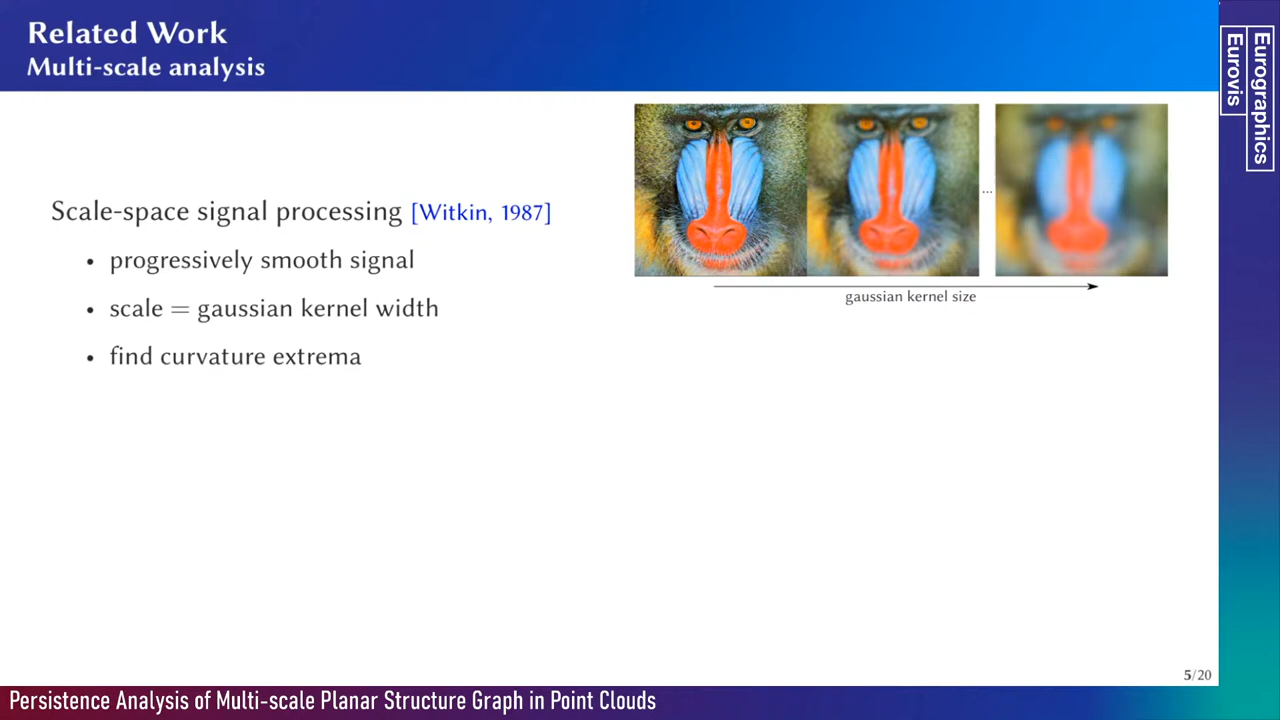 Related Work
Multi-scale analysis
Scale-space signal processing [Witkin, 1987]
• progressively smooth signal
• scale = gaussian kernel width
• find curvature extrema
...
gaussian kernel size
5/20
Eurographics
Eurovis
Persistence Analysis of Multi-scale Planar Structure Graph in Point Clouds